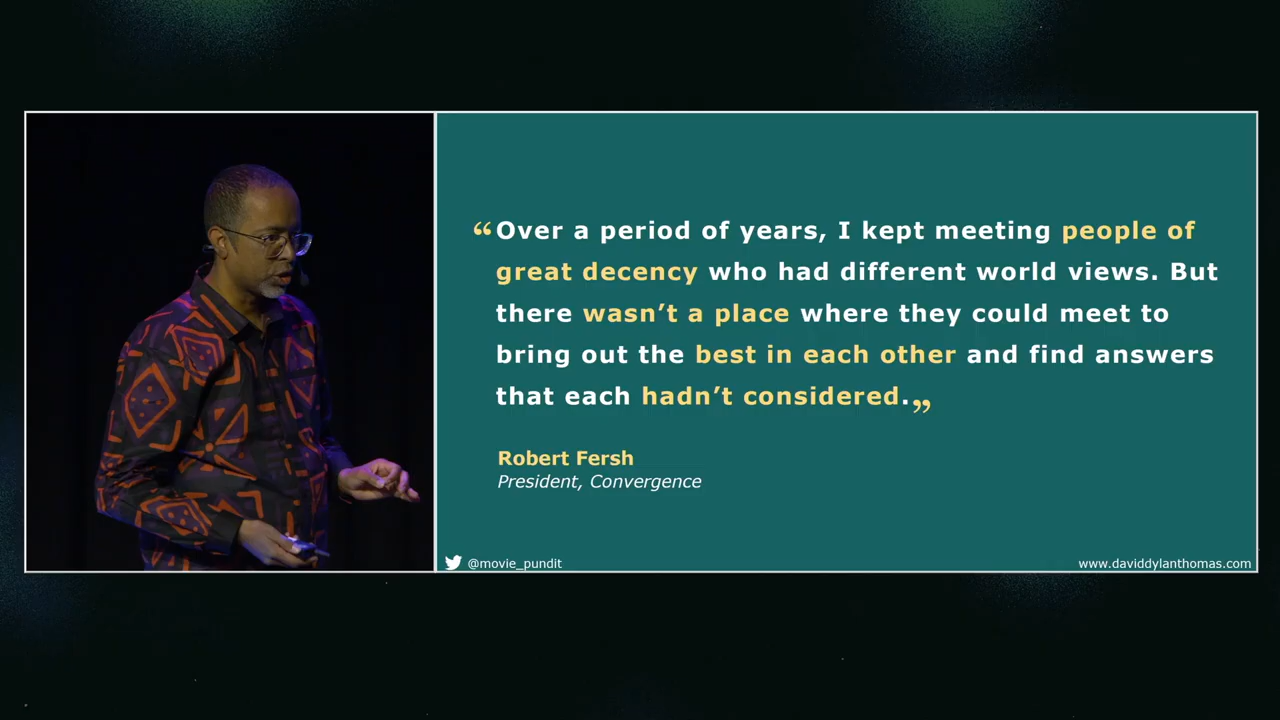 “Over a period of years, I kept meeting people of
great decency who had different world views. But
there wasn’t a place where they could meet to
bring out the best in each other and find answers
that each hadn’t considered.”
Robert Fersh
President, Convergence
@movie_pundit
www.daviddylanthomas.com